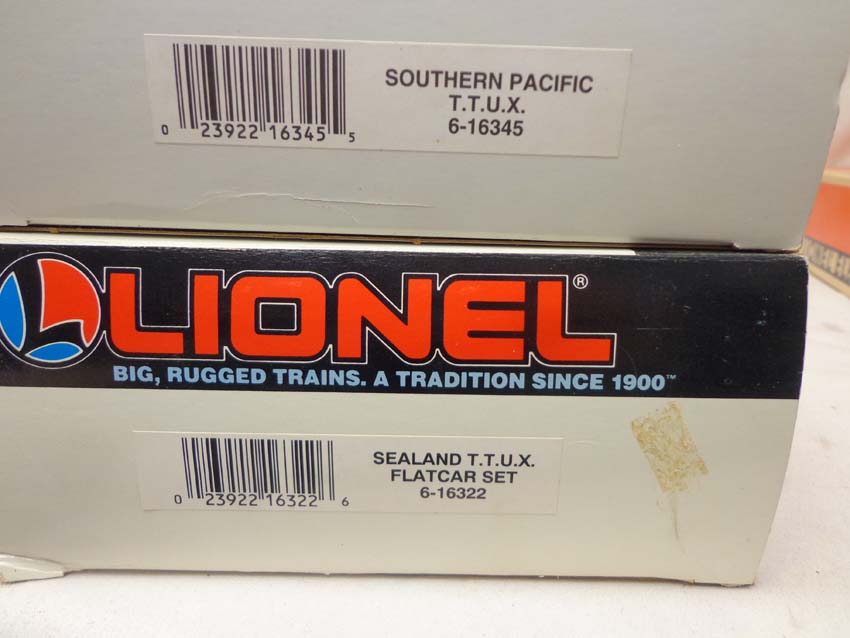 SOUTHERN PACIFIC
T.T.U.X.
6-16345
0 23922 16345 5
LIONEL®
BIG, RUGGED TRAINS. A TRADITION SINCE 1900™
SEALAND T.T.U.X.
FLATCAR SET
6-16322
0 23922 16322 6